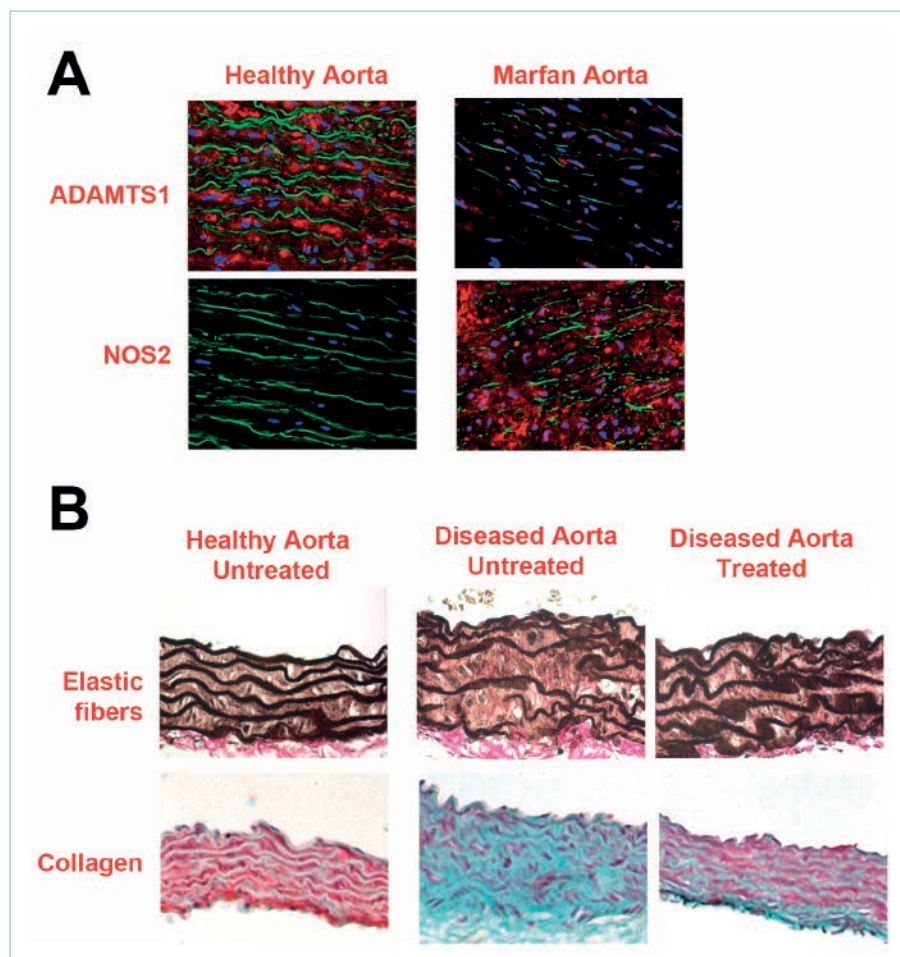 A
Healthy Aorta
Marfan Aorta
ADAMTS1
NOS2
B
Healthy Aorta
Untreated
Diseased Aorta
Untreated
Diseased Aorta
Treated
Elastic
fibers
Collagen